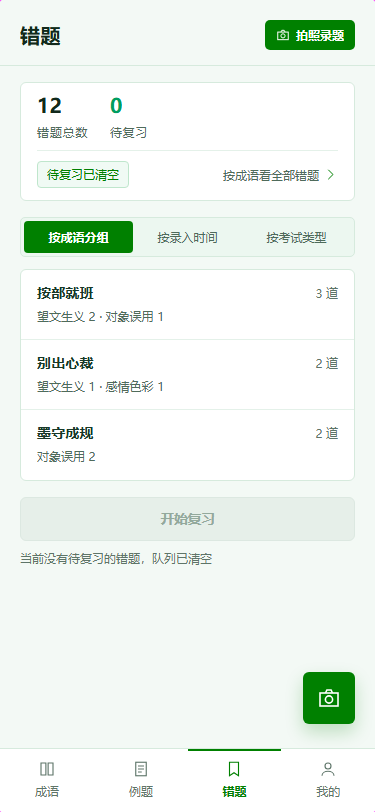 错题
拍照录题
12
0
错题总数
待复习
待复习已清空
按成语看全部错题
按成语分组
按录入时间
按考试类型
按部就班
3 道
望文生义 2 · 对象误用 1
别出心裁
2 道
望文生义 1 · 感情色彩 1
墨守成规
2 道
对象误用 2
开始复习
当前没有待复习的错题，队列已清空
成语
例题
错题
我的